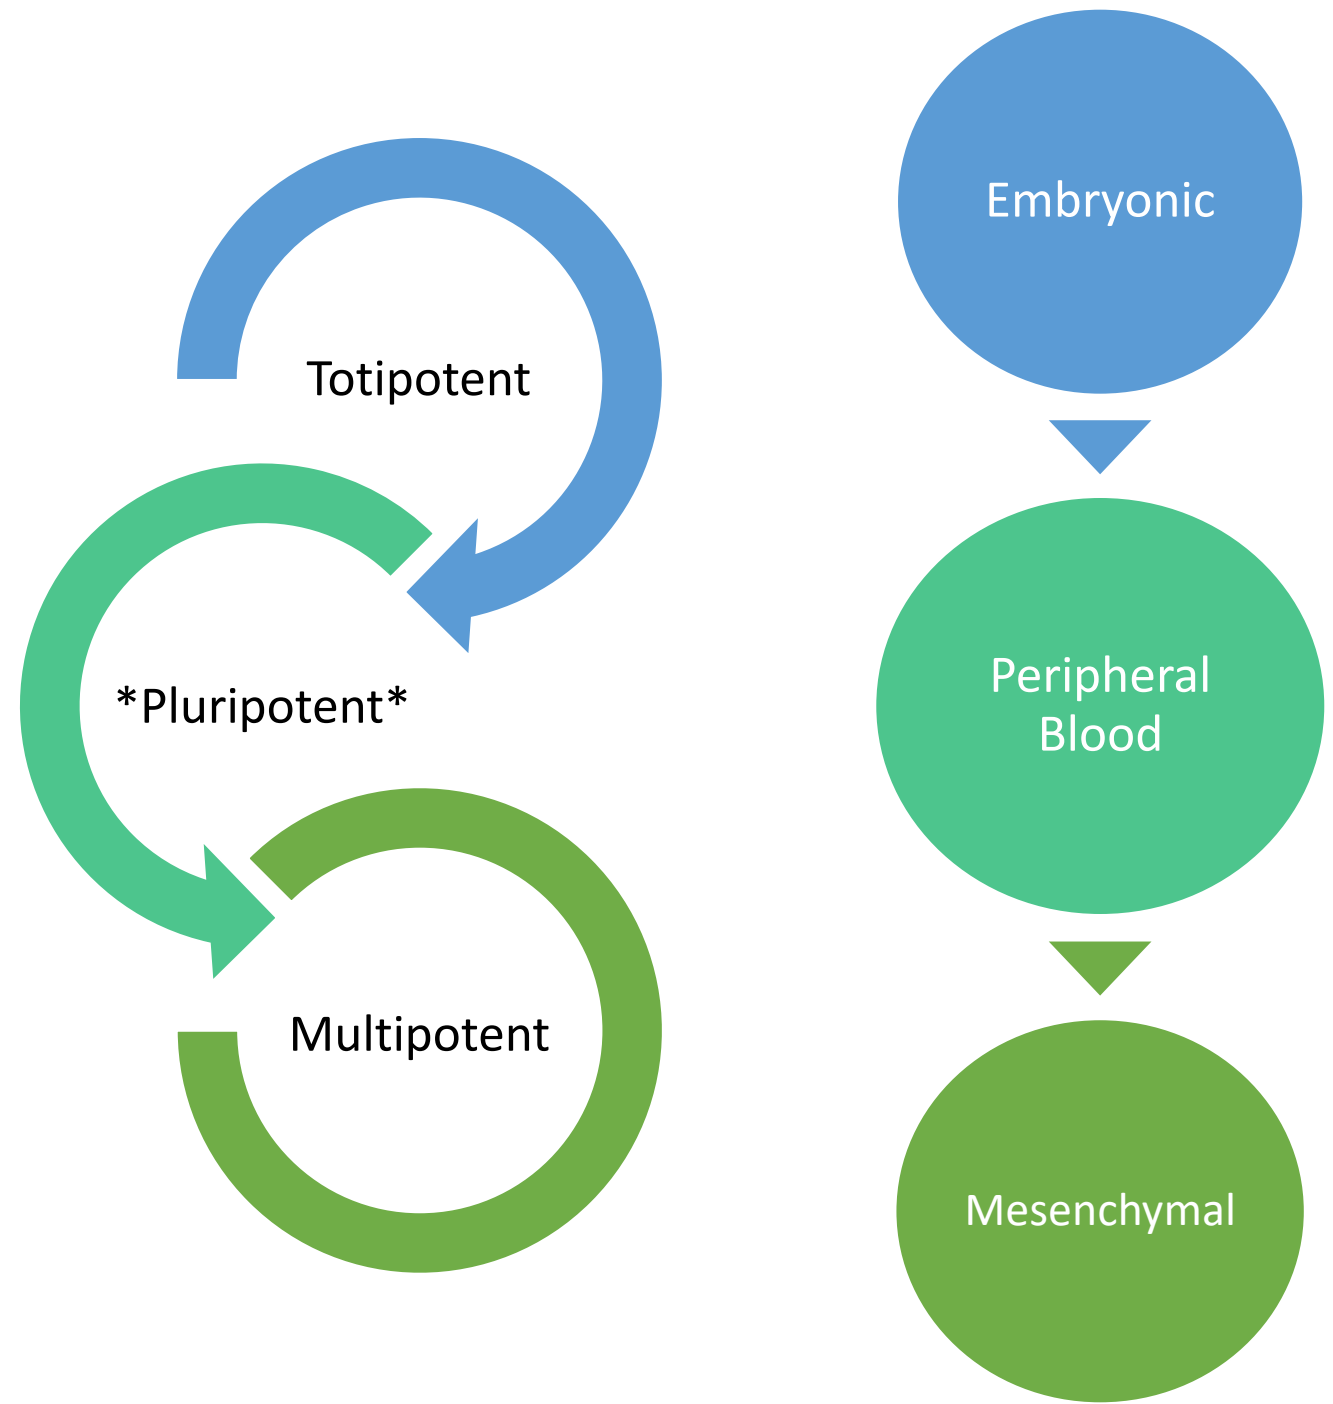 Totipotent
*Pluripotent*
Multipotent
Embryonic
Peripheral
Blood
Mesenchymal